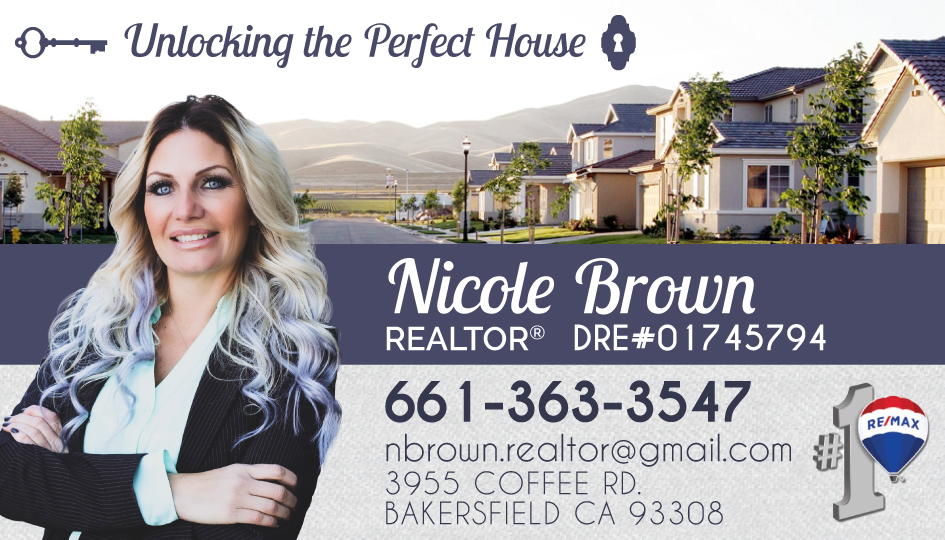 Unlocking the Perfect House
Nicole Brown
REALTOR® DRE#01745794
661-363-3547
nbrown.realtor@gmail.com
3955 COFFEE RD.
BAKERSFIELD CA 93308
#1
RE/MAX